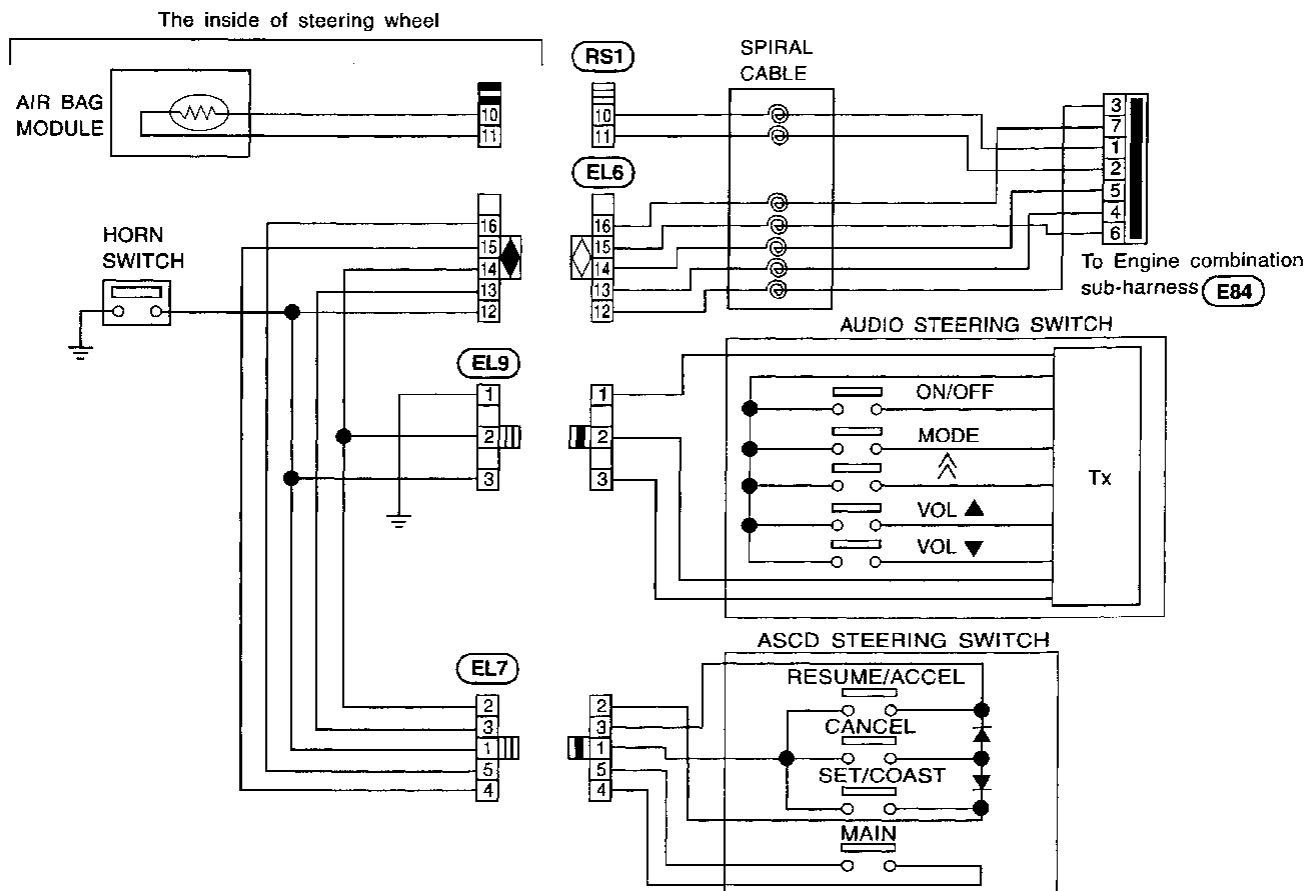 The inside of steering wheel
AIR BAG
MODULE
10
11
RS1
10
11
SPIRAL
CABLE
3
7
1
2
5
4
6
To Engine combination
sub-harness E84
HORN
SWITCH
16
15
14
13
12
EL6
16
15
14
13
12
EL9
1
2
3
1
2
3
AUDIO STEERING SWITCH
ON/OFF
MODE
VOL ▲
VOL ▼
Tx
EL7
2
3
1
5
4
2
3
1
5
4
ASCD STEERING SWITCH
RESUME/ACCEL
CANCEL
SET/COAST
MAIN